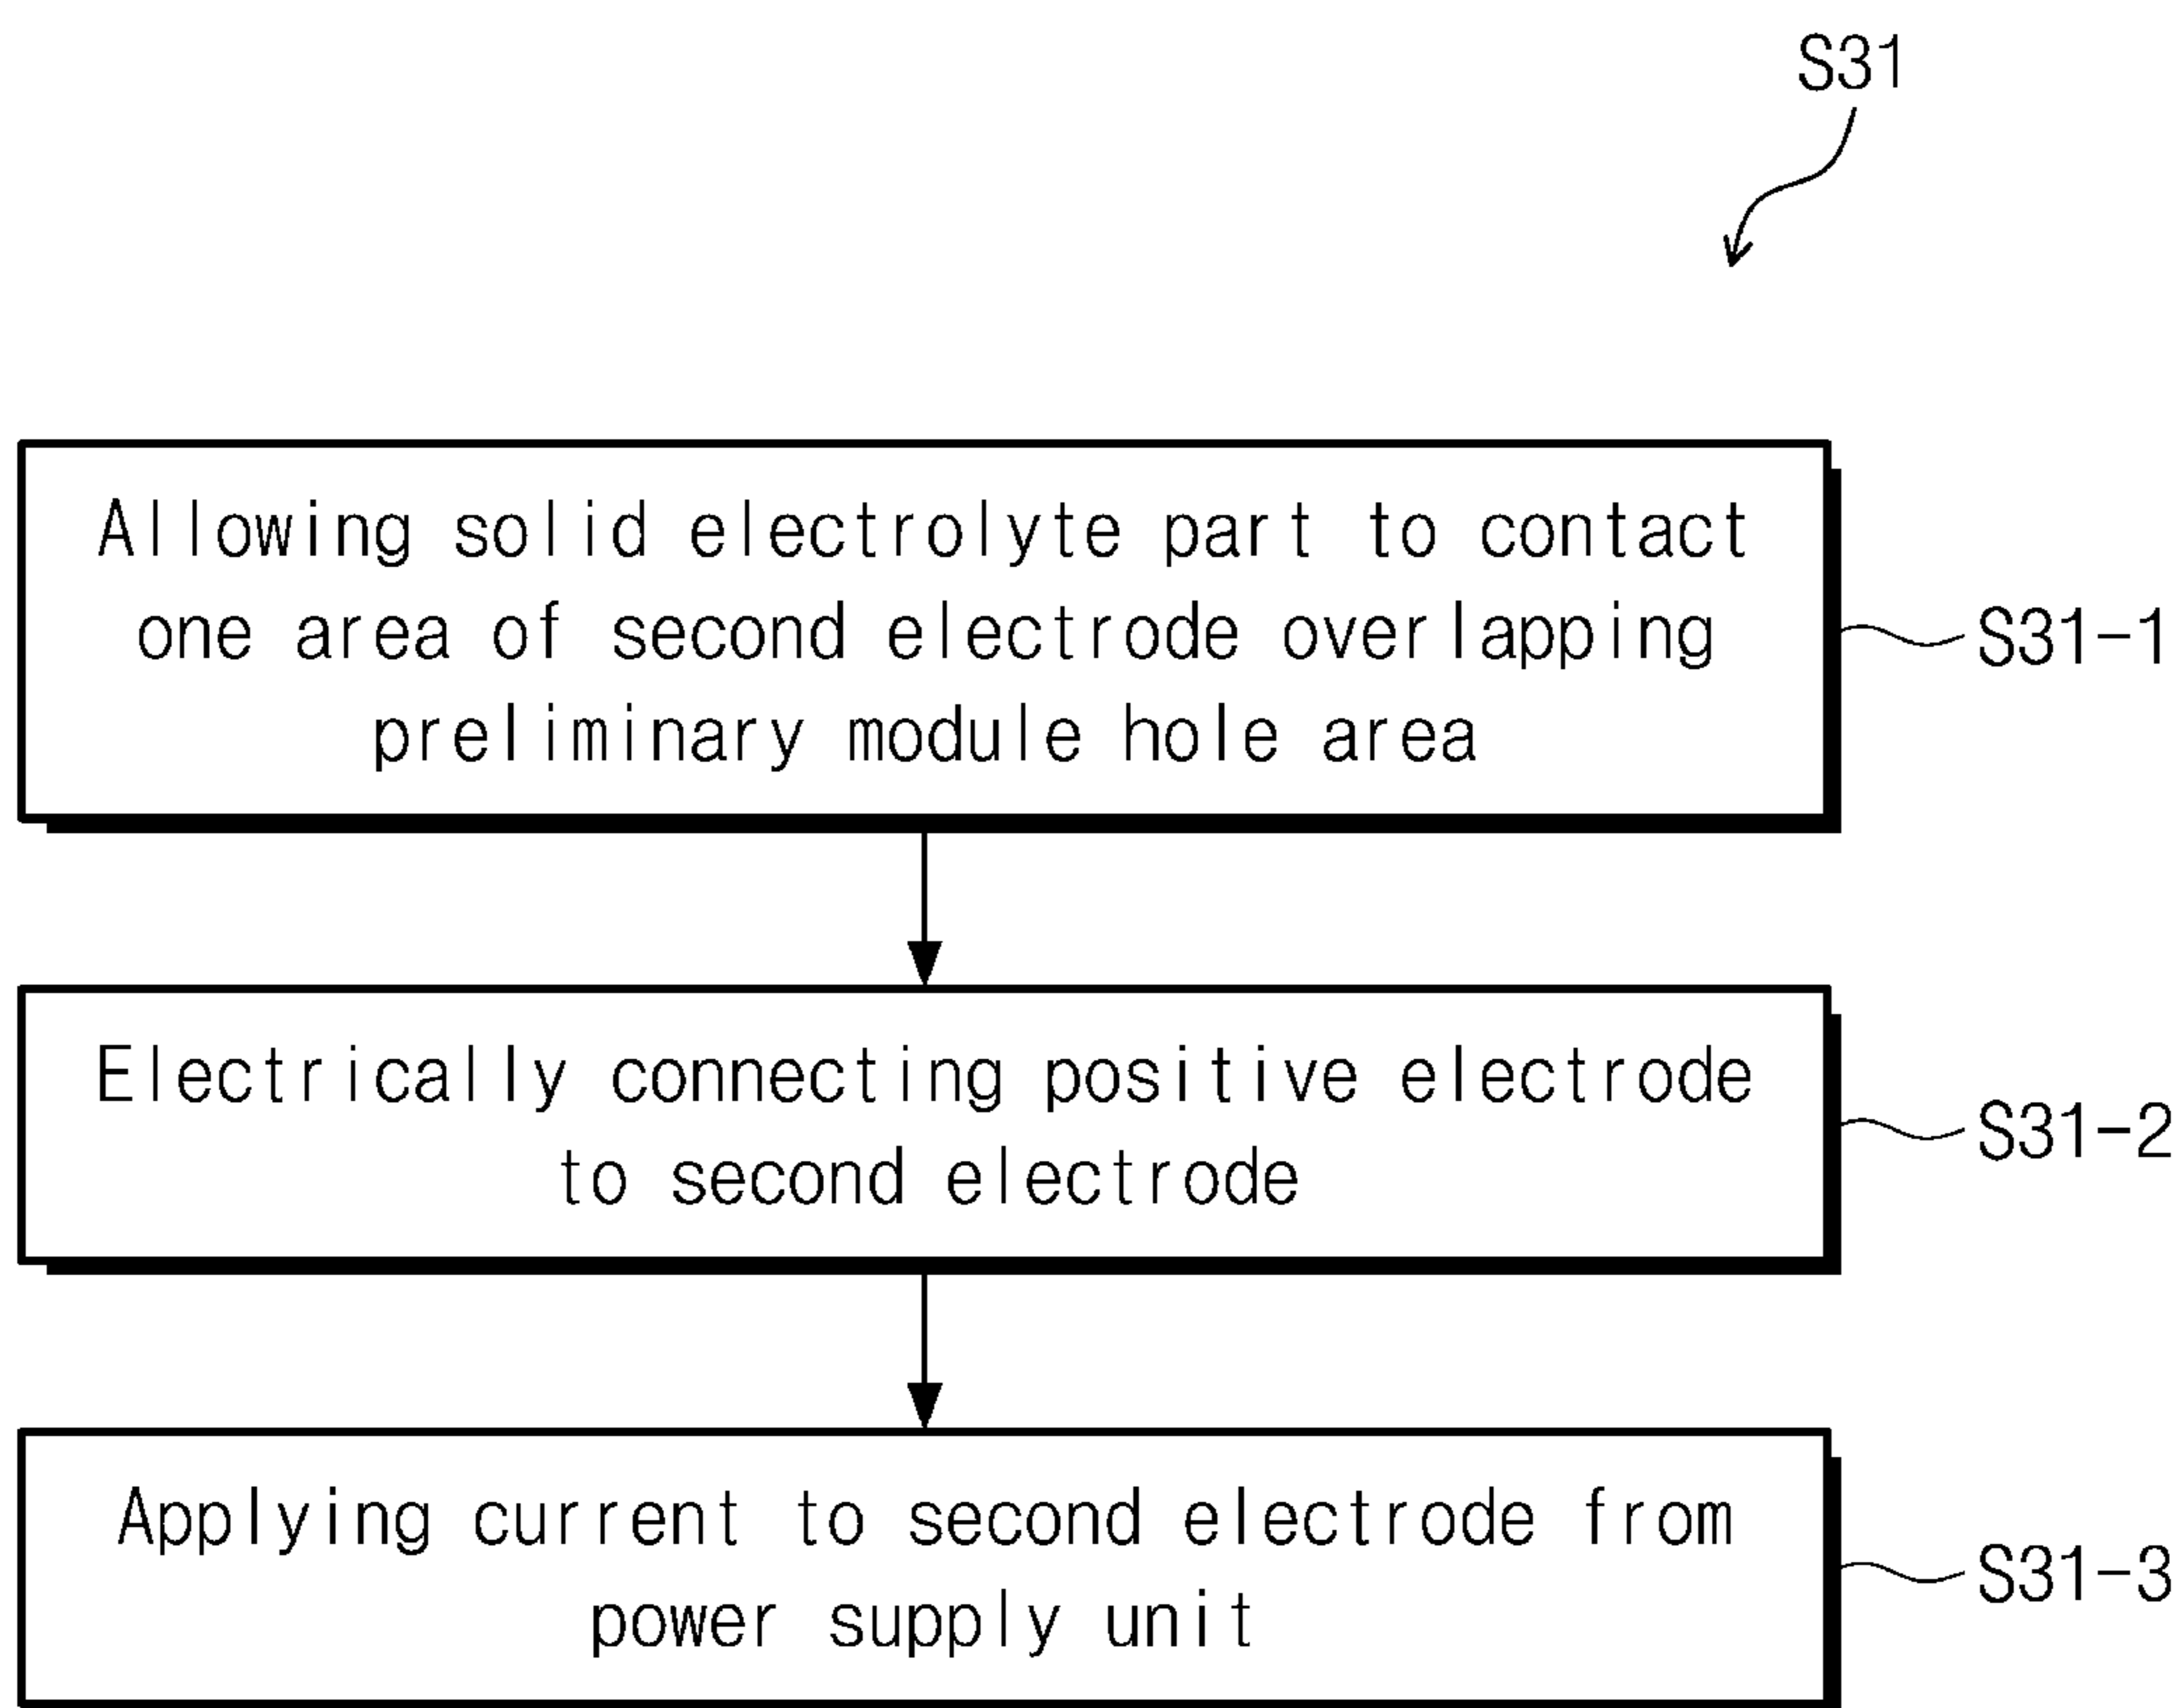 S31
Allowing solid electrolyte part to contact
one area of second electrode overlapping
preliminary module hole area
S31-1
Electrically connecting positive electrode
to second electrode
S31-2
Applying current to second electrode from
power supply unit
S31-3